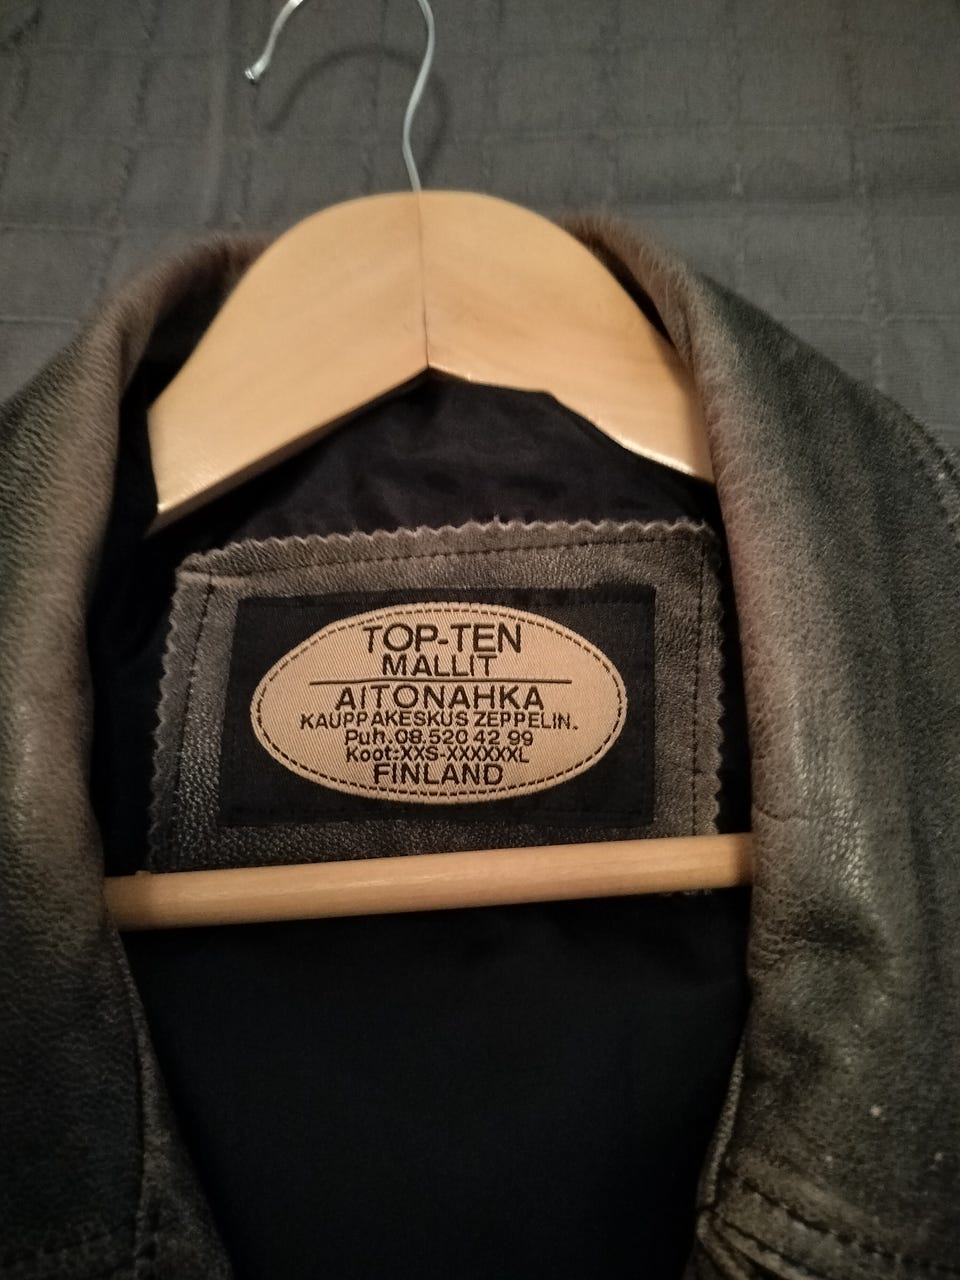 TOP-TEN
MALLIT
AITONAHKA
KAUPPAKESKUS ZEPPELIN.
Puh. 08.520 42 99
Koot:XXS-XXXXXXL
FINLAND